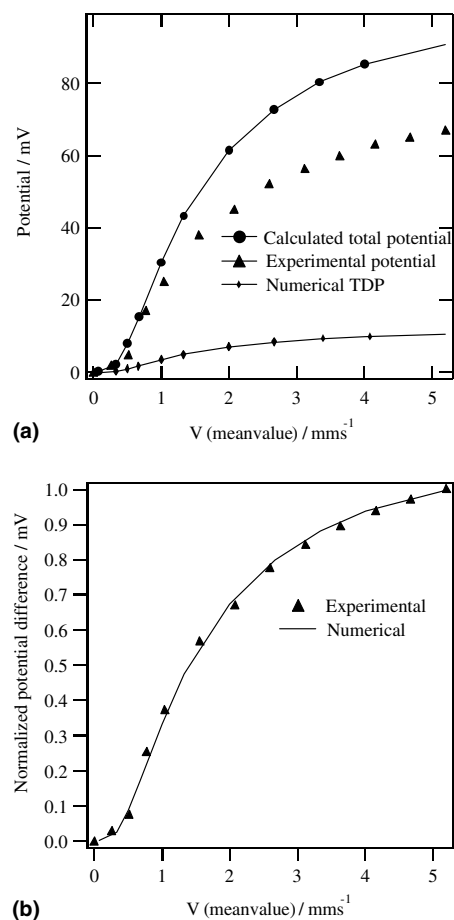 80
60
40
20
0
Potential / mV
Calculated total potential
Experimental potential
Numerical TDP
0 1 2 3 4 5
V (meanvalue) / mms-1
(a)
1.0
0.9
0.8
0.7
0.6
0.5
0.4
0.3
0.2
0.1
0.0
Normalized potential difference / mV
Experimental
Numerical
0 1 2 3 4 5
V (meanvalue) / mms-1
(b)